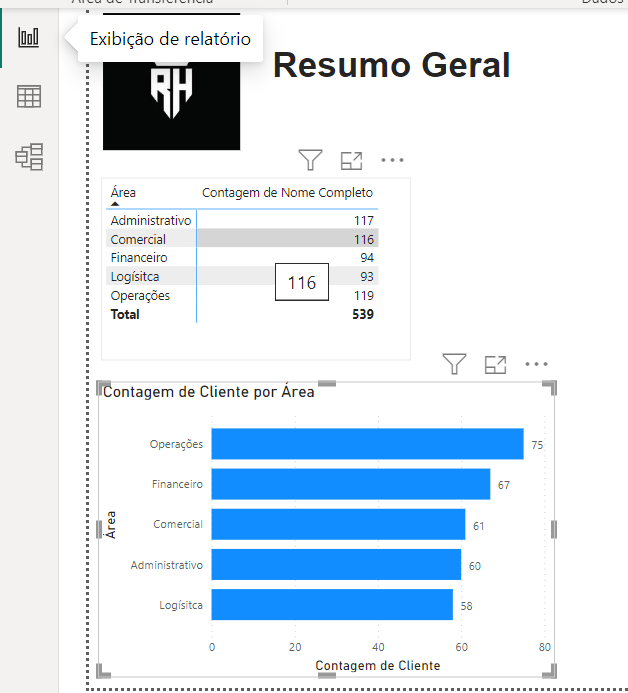 Área de Transferência
Dados
Exibição de relatório
RH
Resumo Geral
Área Contagem de Nome Completo
Administrativo 117
Comercial 116
Financeiro 94
Logísitca 93
116
Operações 119
Total 539
Contagem de Cliente por Área
Operações 75
Financeiro 67
Comercial 61
Administrativo 60
Logísitca 58
Área
0 20 40 60 80
Contagem de Cliente